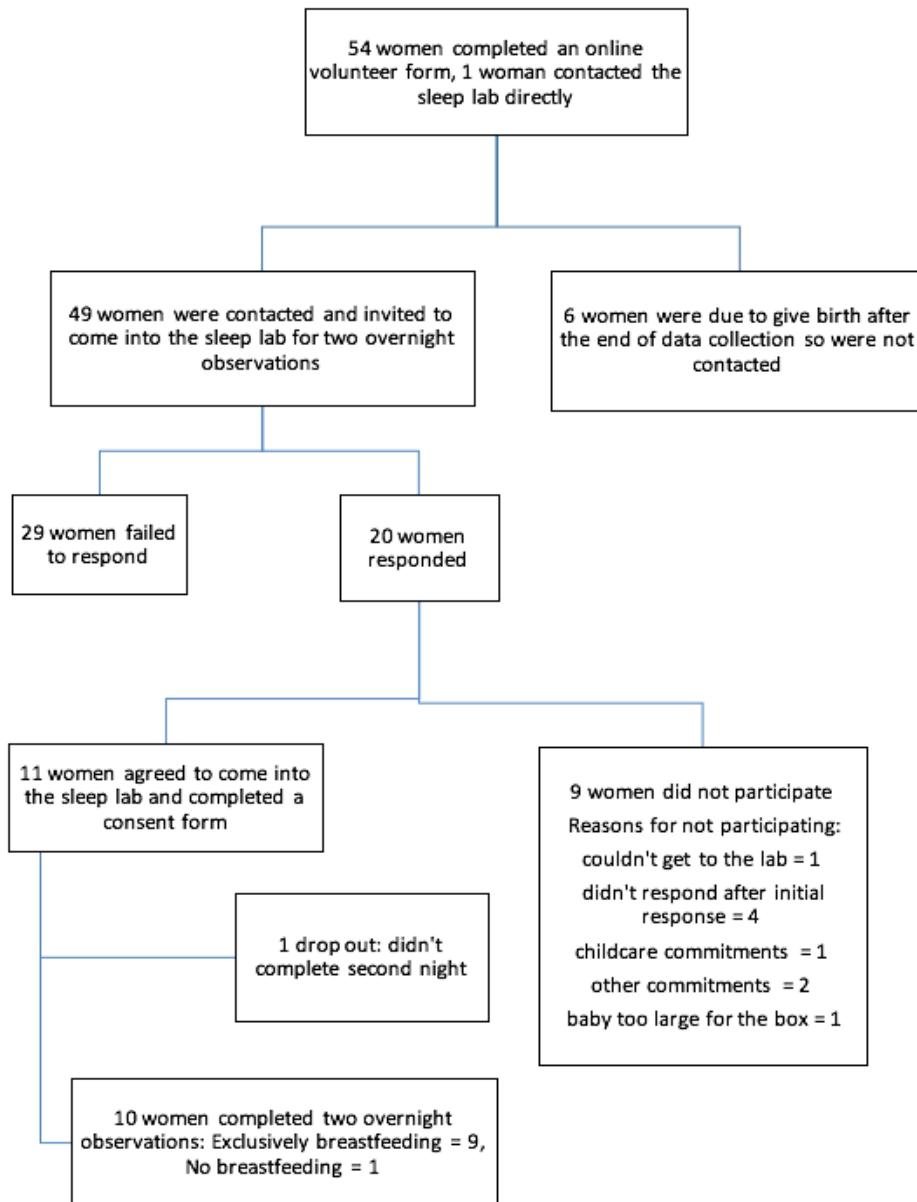 54 women completed an online
volunteer form, 1 woman contacted the
sleep lab directly
49 women were contacted and invited to
come into the sleep lab for two overnight
observations
6 women were due to give birth after
the end of data collection so were not
contacted
29 women failed
to respond
20 women
responded
11 women agreed to come into
the sleep lab and completed a
consent form
9 women did not participate
Reasons for not participating:
couldn't get to the lab = 1
didn't respond after initial
response = 4
childcare commitments = 1
other commitments = 2
baby too large for the box = 1
1 drop out: didn't
complete second night
10 women completed two overnight
observations: Exclusively breastfeeding = 9,
No breastfeeding = 1